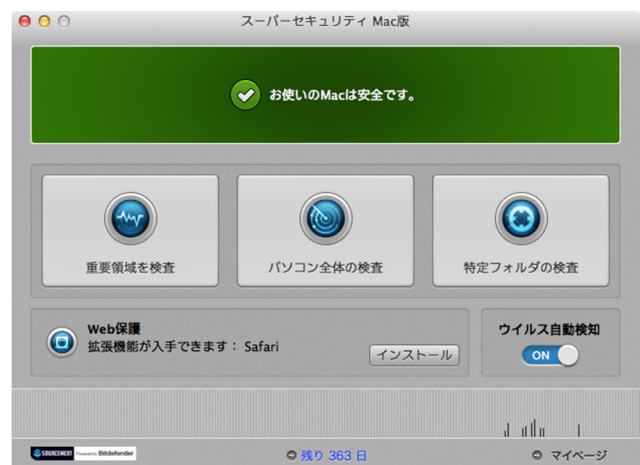 スーパーセキュリティ Mac版
お使いのMacは安全です。
重要領域を検査
パソコン全体の検査
特定フォルダの検査
Web保護
拡張機能が入手できます： Safari
インストール
ウイルス自動検知
ON
SOURCENEXT Powered by Bitdefender
残り 363 日
マイページ